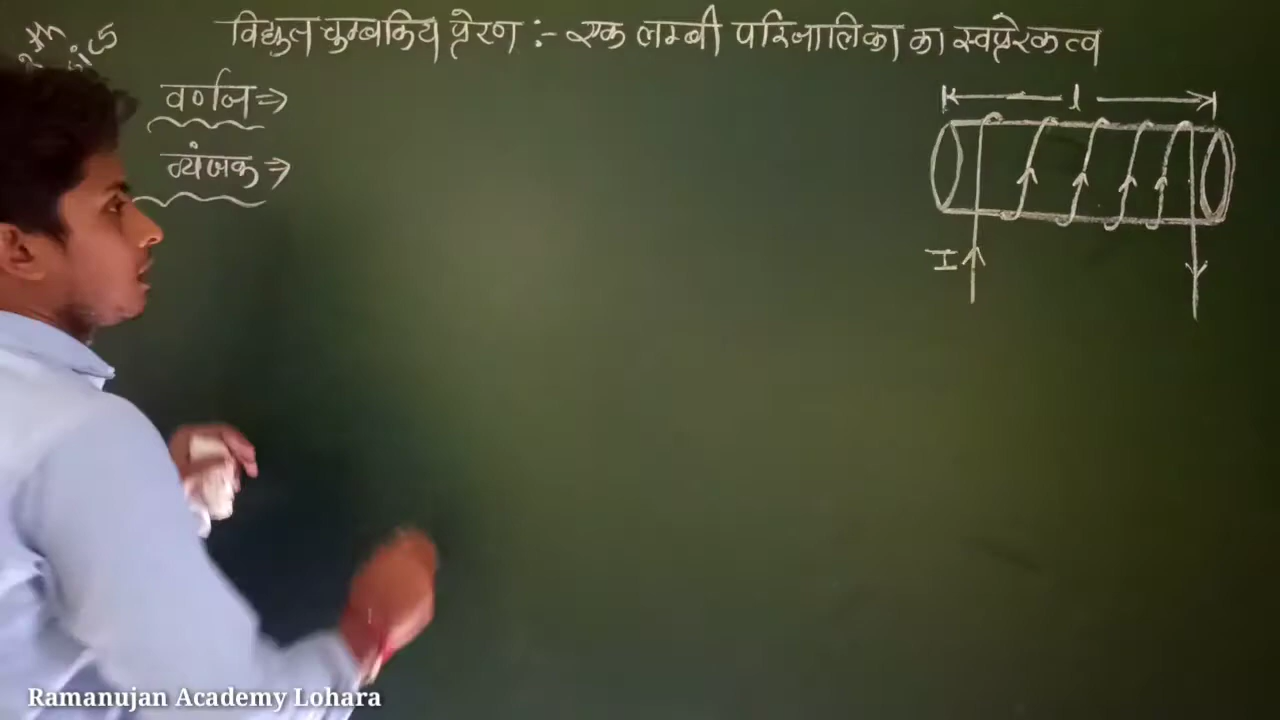 विद्युत चुम्बकिय प्रेरण :- एक लम्बी परिनालिका का स्वप्रेरकत्व
वर्णन ⇒
व्यंजक ⇒
l
I
Ramanujan Academy Lohara